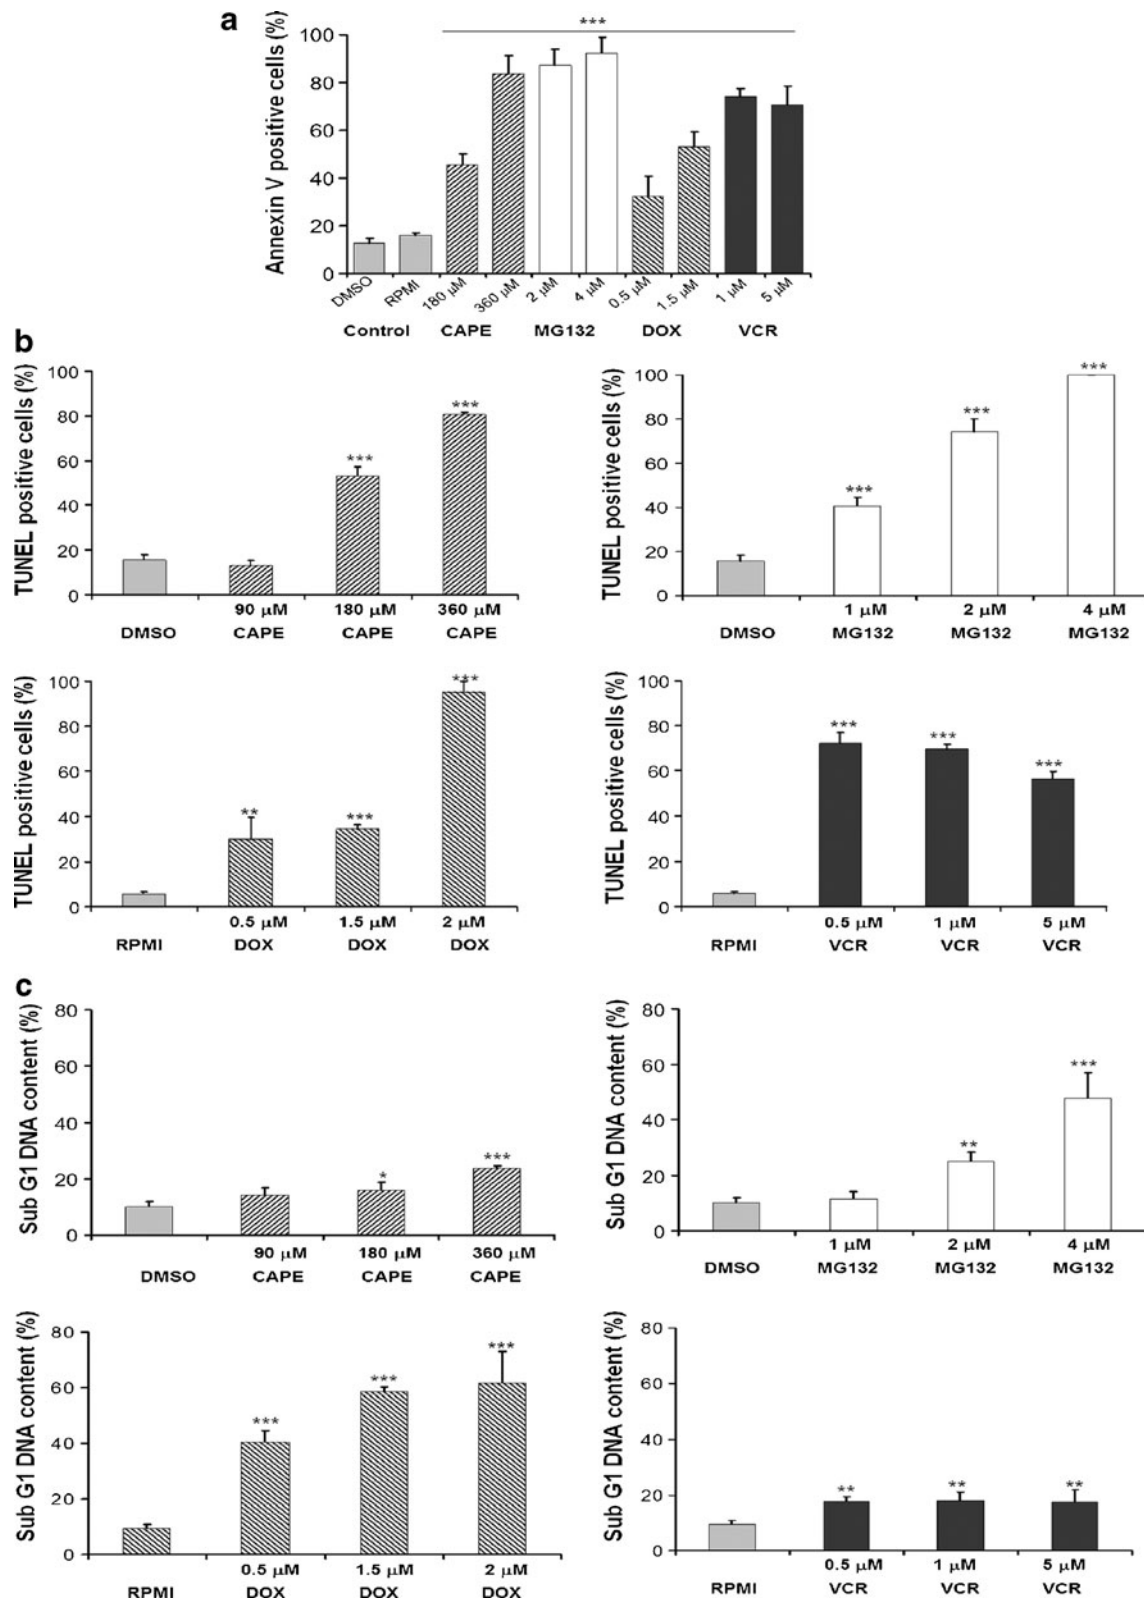 a
***
Annexin V positive cells (%)
100
80
60
40
20
0
DMSO RPMI 180 µM 360 µM 2 µM 4 µM 0.5 µM 1.5 µM 1 µM 5 µM
Control CAPE MG132 DOX VCR
b
TUNEL positive cells (%)
100
80
60
40
20
0
*** ***
90 µM 180 µM 360 µM
DMSO CAPE CAPE CAPE
TUNEL positive cells (%)
100
80
60
40
20
0
*** *** ***
1 µM 2 µM 4 µM
DMSO MG132 MG132 MG132
TUNEL positive cells (%)
100
80
60
40
20
0
** *** ***
0.5 µM 1.5 µM 2 µM
RPMI DOX DOX DOX
TUNEL positive cells (%)
100
80
60
40
20
0
*** *** ***
0.5 µM 1 µM 5 µM
RPMI VCR VCR VCR
c
Sub G1 DNA content (%)
80
60
40
20
0
* ***
90 µM 180 µM 360 µM
DMSO CAPE CAPE CAPE
Sub G1 DNA content (%)
80
60
40
20
0
** ***
1 µM 2 µM 4 µM
DMSO MG132 MG132 MG132
Sub G1 DNA content (%)
80
60
40
20
0
*** *** ***
0.5 µM 1.5 µM 2 µM
RPMI DOX DOX DOX
Sub G1 DNA content (%)
80
60
40
20
0
** ** **
0.5 µM 1 µM 5 µM
RPMI VCR VCR VCR